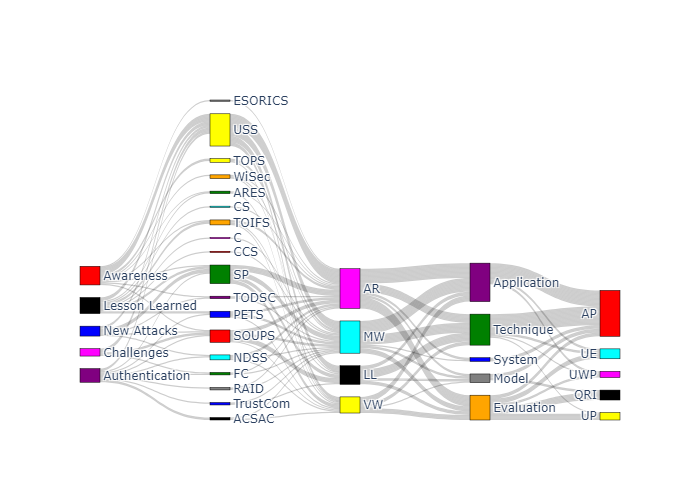 Awareness
Lesson Learned
New Attacks
Challenges
Authentication
ESORICS
USS
TOPS
WiSec
ARES
CS
TOIFS
C
CCS
SP
TODSC
PETS
SOUPS
NDSS
FC
RAID
TrustCom
ACSAC
AR
MW
LL
VW
Application
Technique
System
Model
Evaluation
AP
UE
UWP
QRI
UP